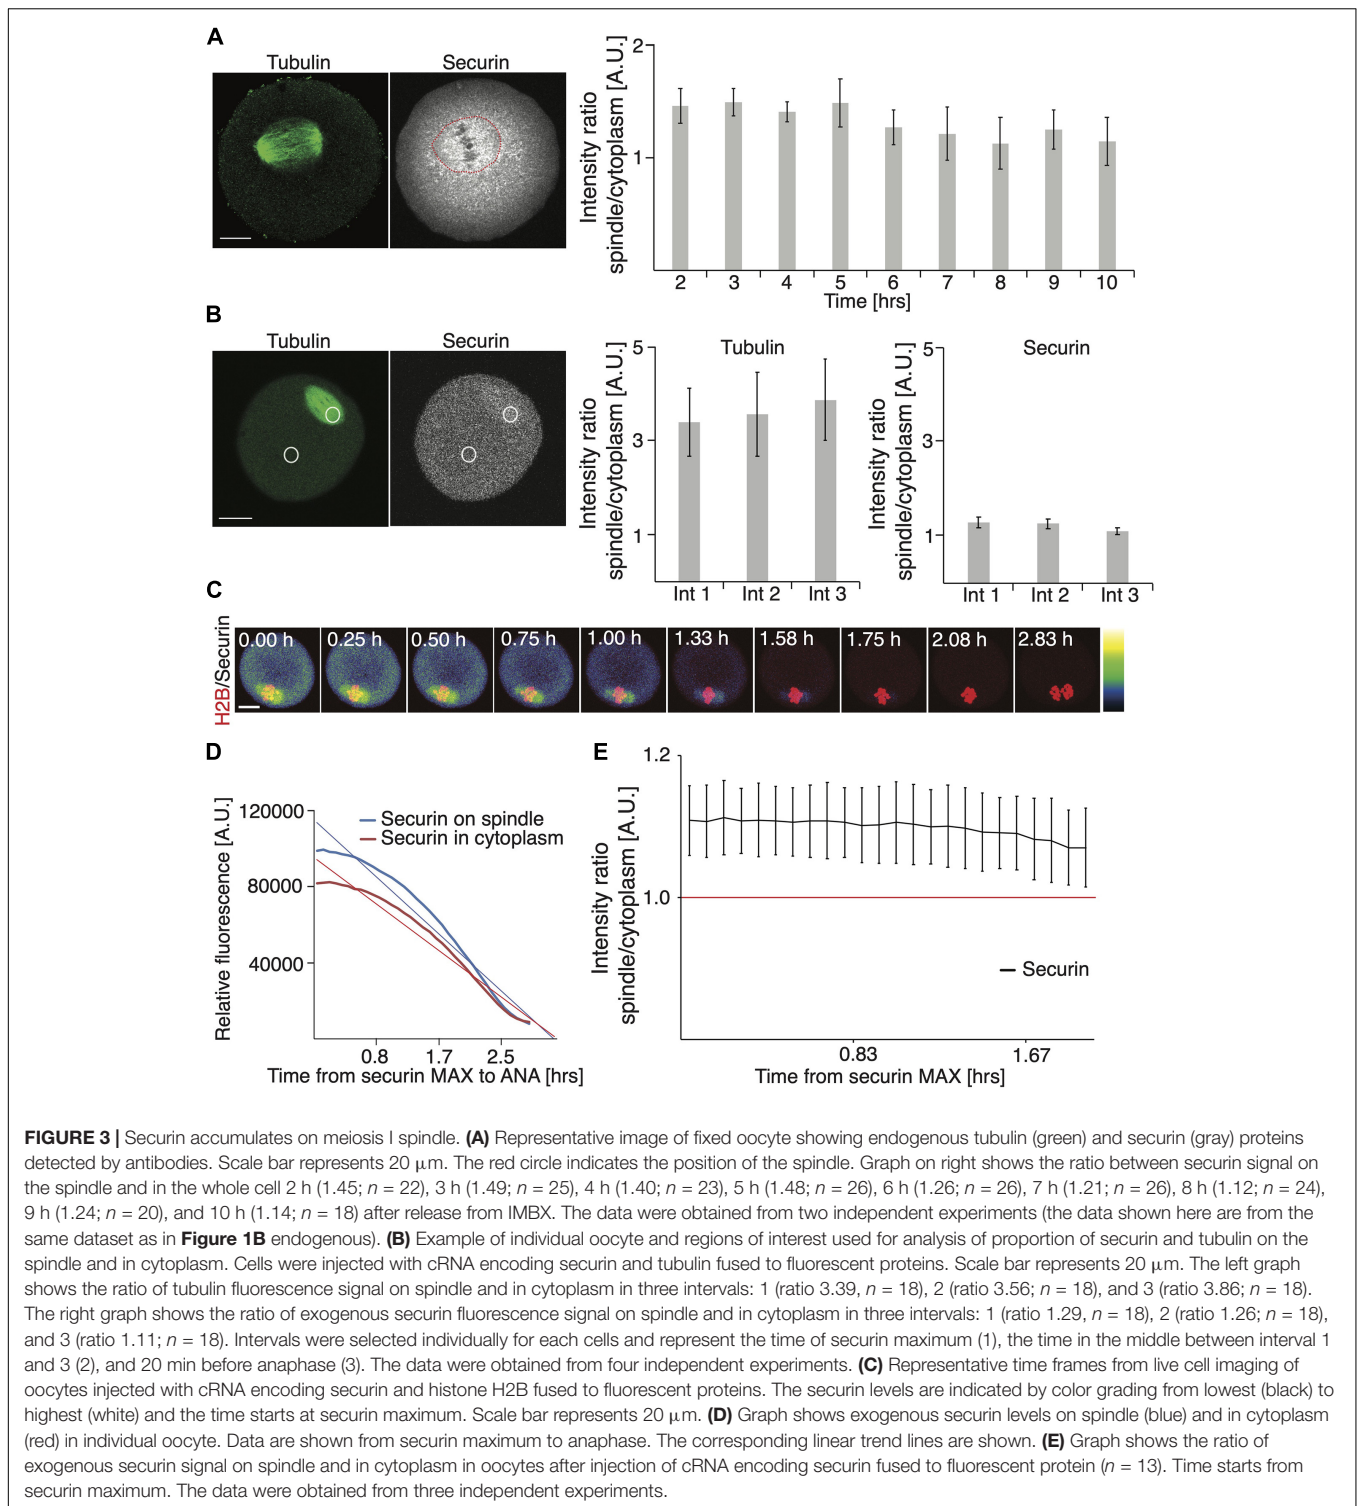 A
Tubulin
Securin
Intensity ratio
spindle/cytoplasm [A.U.]
2
1
2 3 4 5 6 7 8 9 10
Time [hrs]
B
Tubulin
Securin
Intensity ratio
spindle/cytoplasm [A.U.]
5
3
1
Tubulin
Int 1 Int 2 Int 3
Intensity ratio
spindle/cytoplasm [A.U.]
5
3
1
Securin
Int 1 Int 2 Int 3
C
H2B/Securin
0.00 h 0.25 h 0.50 h 0.75 h 1.00 h 1.33 h 1.58 h 1.75 h 2.08 h 2.83 h
D
Relative fluorescence [A.U.]
120000
80000
40000
Securin on spindle
Securin in cytoplasm
0.8 1.7 2.5
Time from securin MAX to ANA [hrs]
E
Intensity ratio
spindle/cytoplasm [A.U.]
1.2
1.0
Securin
0.83 1.67
Time from securin MAX [hrs]
FIGURE 3 | Securin accumulates on meiosis I spindle. (A) Representative image of fixed oocyte showing endogenous tubulin (green) and securin (gray) proteins
detected by antibodies. Scale bar represents 20 μm. The red circle indicates the position of the spindle. Graph on right shows the ratio between securin signal on
the spindle and in the whole cell 2 h (1.45; n = 22), 3 h (1.49; n = 25), 4 h (1.40; n = 23), 5 h (1.48; n = 26), 6 h (1.26; n = 26), 7 h (1.21; n = 26), 8 h (1.12; n = 24),
9 h (1.24; n = 20), and 10 h (1.14; n = 18) after release from IMBX. The data were obtained from two independent experiments (the data shown here are from the
same dataset as in Figure 1B endogenous). (B) Example of individual oocyte and regions of interest used for analysis of proportion of securin and tubulin on the
spindle and in cytoplasm. Cells were injected with cRNA encoding securin and tubulin fused to fluorescent proteins. Scale bar represents 20 μm. The left graph
shows the ratio of tubulin fluorescence signal on spindle and in cytoplasm in three intervals: 1 (ratio 3.39, n = 18), 2 (ratio 3.56; n = 18), and 3 (ratio 3.86; n = 18).
The right graph shows the ratio of exogenous securin fluorescence signal on spindle and in cytoplasm in three intervals: 1 (ratio 1.29, n = 18), 2 (ratio 1.26; n = 18),
and 3 (ratio 1.11; n = 18). Intervals were selected individually for each cells and represent the time of securin maximum (1), the time in the middle between interval 1
and 3 (2), and 20 min before anaphase (3). The data were obtained from four independent experiments. (C) Representative time frames from live cell imaging of
oocytes injected with cRNA encoding securin and histone H2B fused to fluorescent proteins. The securin levels are indicated by color grading from lowest (black) to
highest (white) and the time starts at securin maximum. Scale bar represents 20 μm. (D) Graph shows exogenous securin levels on spindle (blue) and in cytoplasm
(red) in individual oocyte. Data are shown from securin maximum to anaphase. The corresponding linear trend lines are shown. (E) Graph shows the ratio of
exogenous securin signal on spindle and in cytoplasm in oocytes after injection of cRNA encoding securin fused to fluorescent protein (n = 13). Time starts from
securin maximum. The data were obtained from three independent experiments.